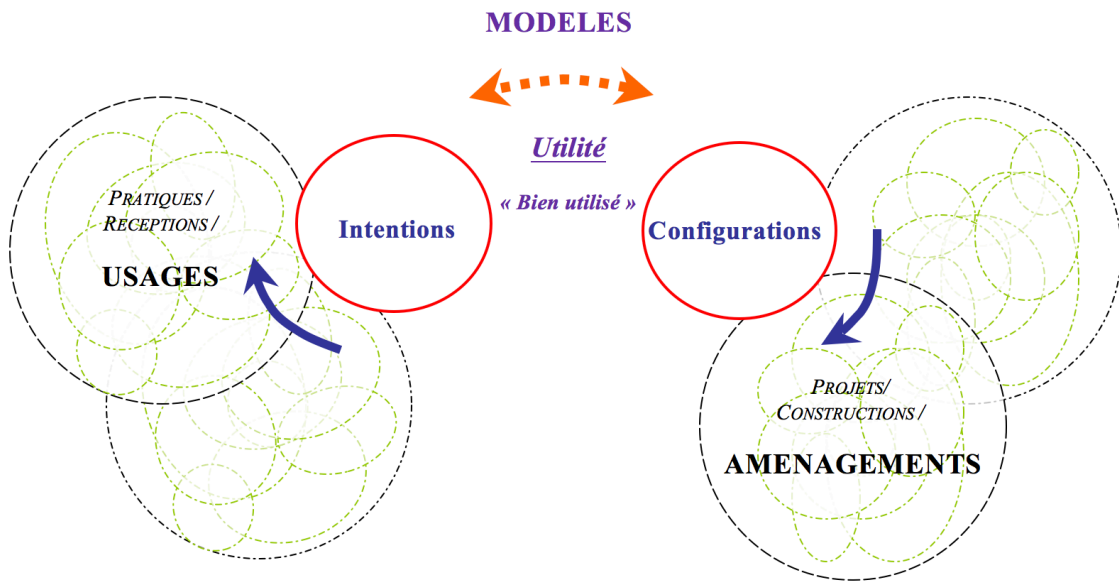 MODELES
Utilité
« Bien utilisé »
PRATIQUES /
RECEPTIONS /
USAGES
Intentions
Configurations
PROJETS/
CONSTRUCTIONS /
AMENAGEMENTS